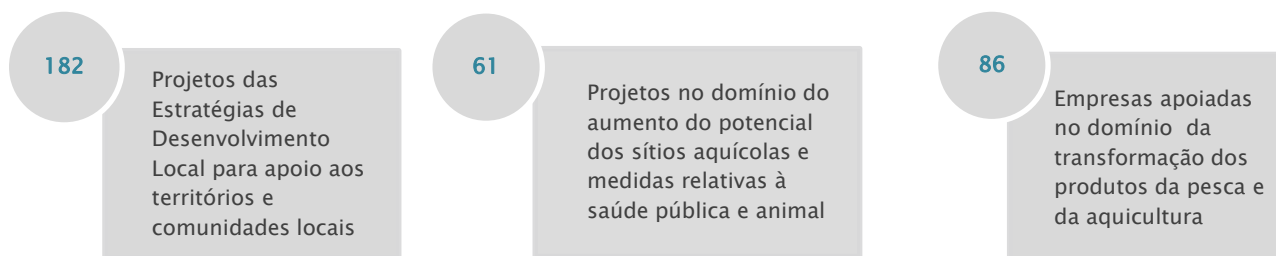 182
Projetos das
Estratégias de
Desenvolvimento
Local para apoio aos
territórios e
comunidades locais
61
Projetos no domínio do
aumento do potencial
dos sítios aquícolas e
medidas relativas à
saúde pública e animal
86
Empresas apoiadas
no domínio da
transformação dos
produtos da pesca e
da aquicultura